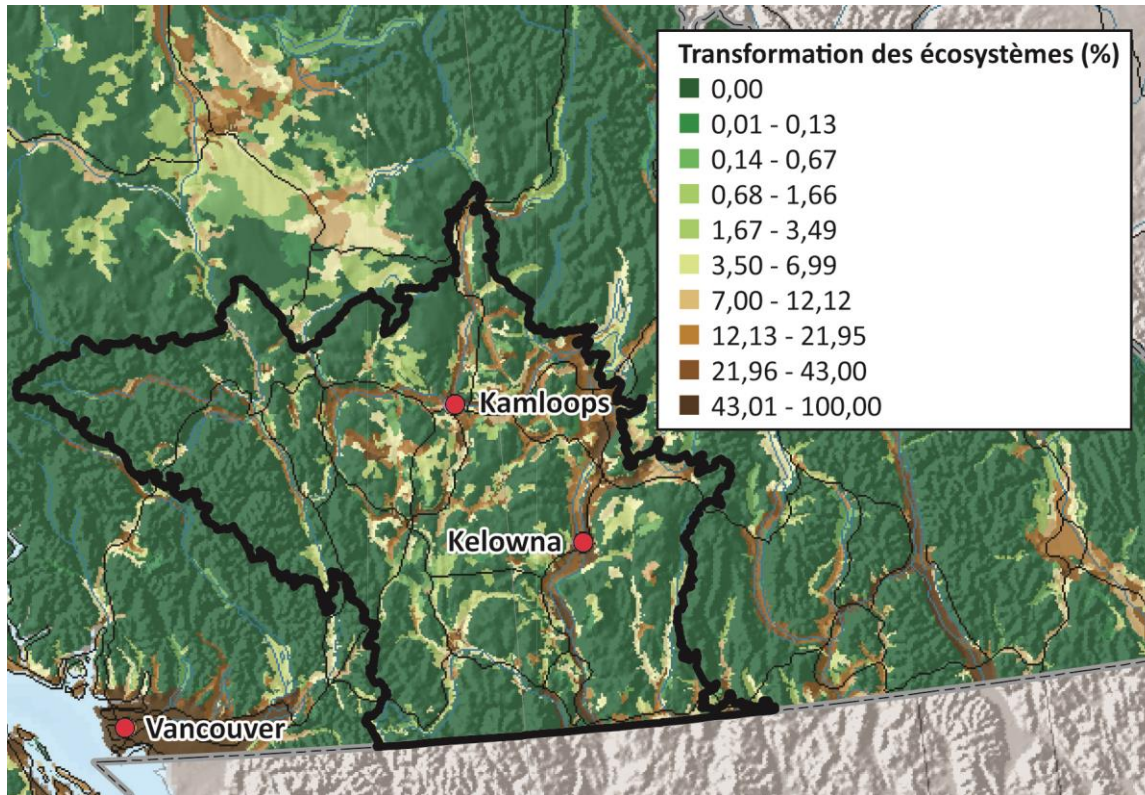 Transformation des écosystèmes (%)
0,00
0,01 - 0,13
0,14 - 0,67
0,68 - 1,66
1,67 - 3,49
3,50 - 6,99
7,00 - 12,12
12,13 - 21,95
21,96 - 43,00
43,01 - 100,00
Kamloops
Kelowna
Vancouver